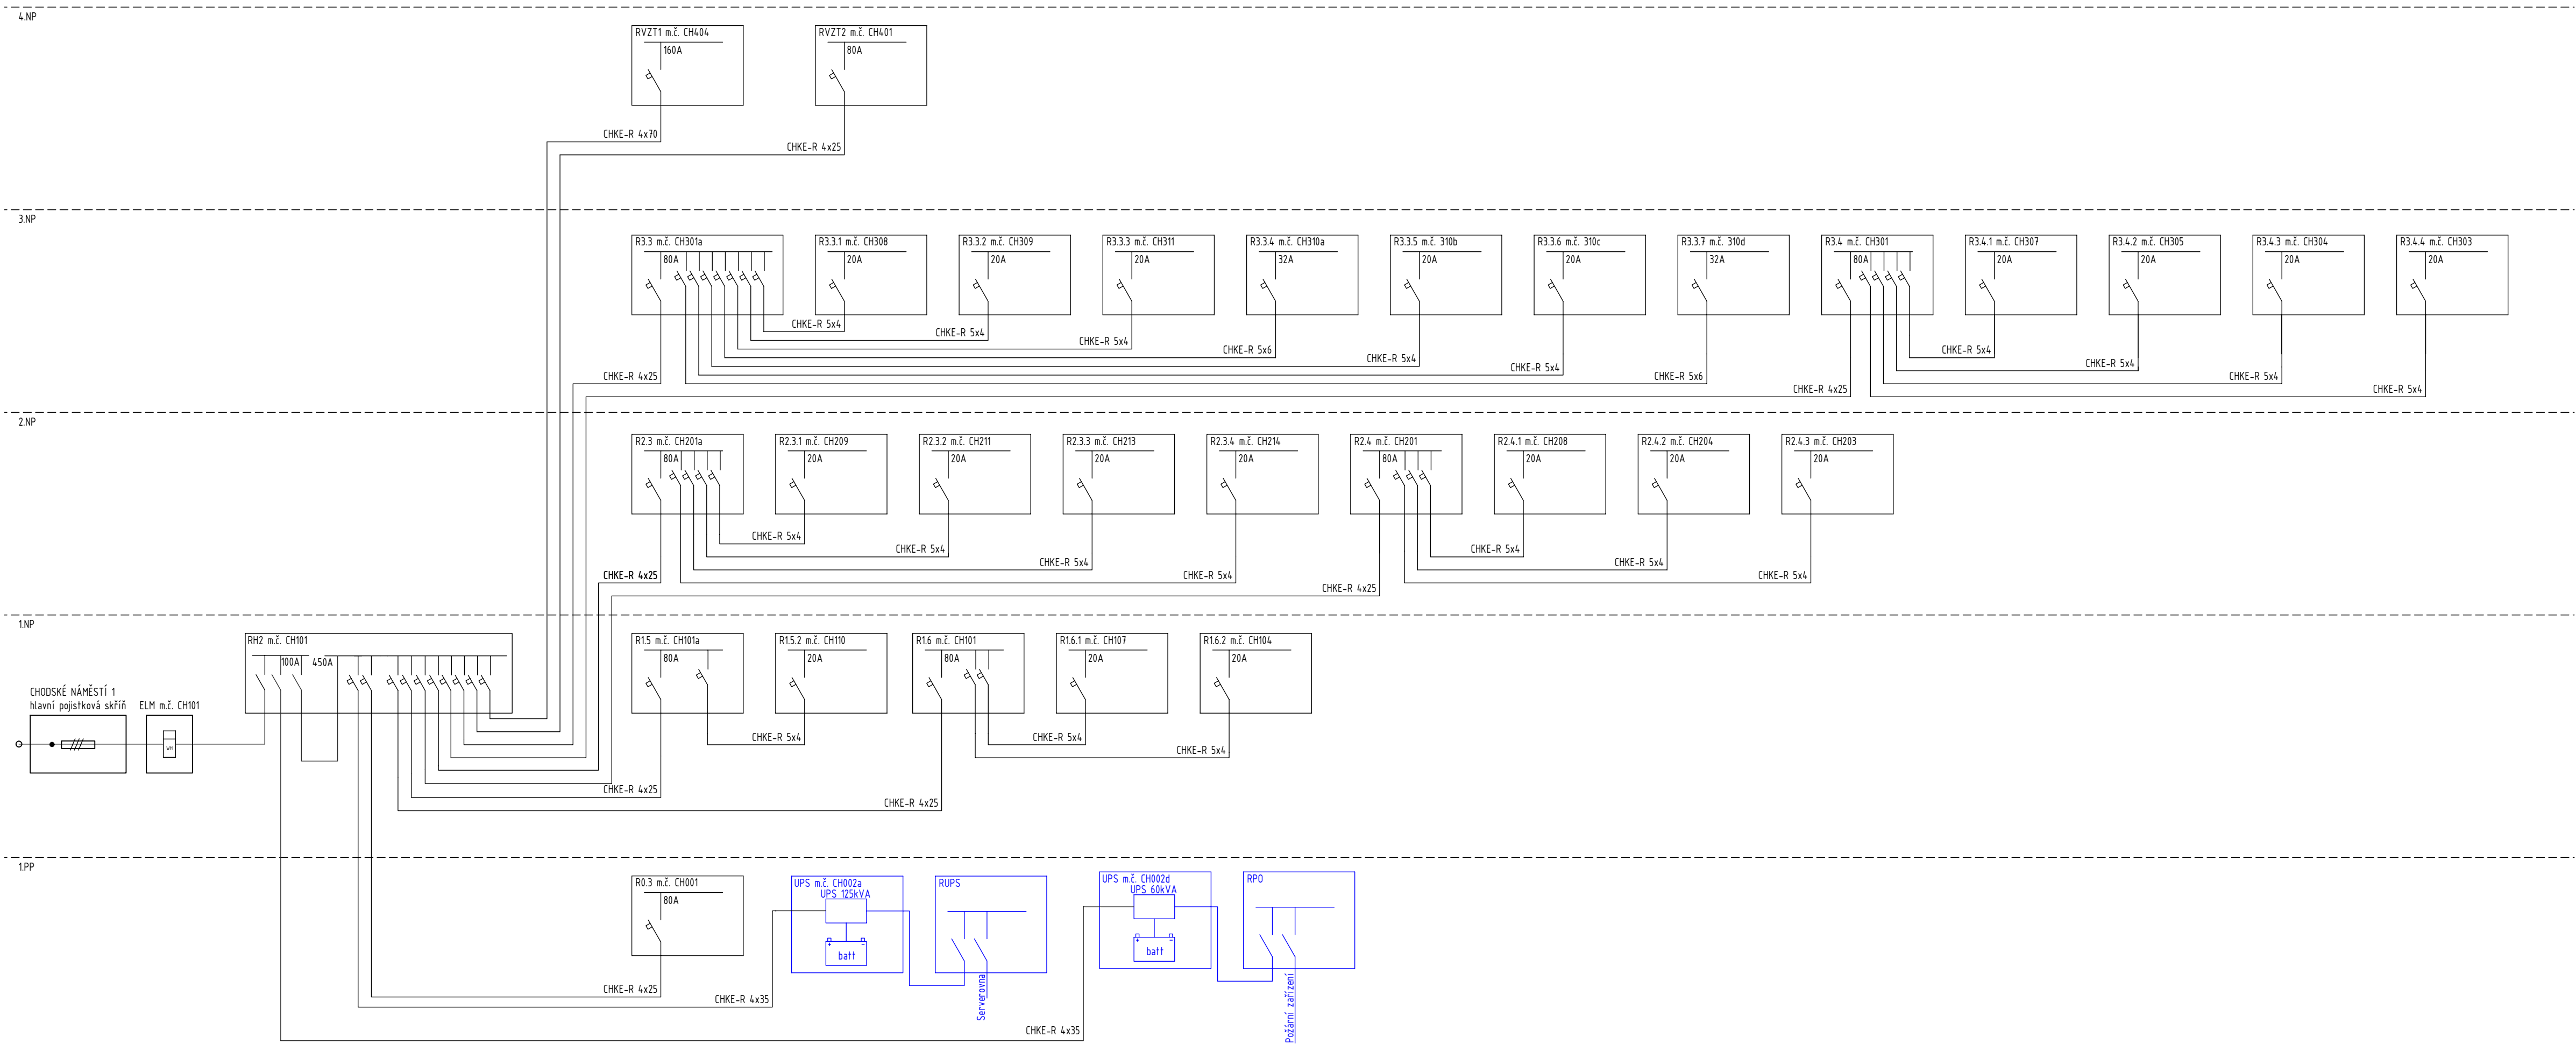 4.NP
RVZT1 m.č. CH404
160A
CHKE-R 4x70
RVZT2 m.č. CH401
80A
CHKE-R 4x25
3.NP
R3.3 m.č. CH301a
80A
CHKE-R 4x25
R3.3.1 m.č. CH308
20A
CHKE-R 5x4
R3.3.2 m.č. CH309
20A
CHKE-R 5x4
R3.3.3 m.č. CH311
20A
CHKE-R 5x4
R3.3.4 m.č. CH310a
32A
CHKE-R 5x6
R3.3.5 m.č. 310b
20A
CHKE-R 5x4
R3.3.6 m.č. 310c
20A
CHKE-R 5x4
R3.3.7 m.č. 310d
32A
CHKE-R 5x6
R3.4 m.č. CH301
80A
CHKE-R 4x25
R3.4.1 m.č. CH307
20A
CHKE-R 5x4
R3.4.2 m.č. CH305
20A
CHKE-R 5x4
R3.4.3 m.č. CH304
20A
CHKE-R 5x4
R3.4.4 m.č. CH303
20A
CHKE-R 5x4
2.NP
R2.3 m.č. CH201a
80A
CHKE-R 4x25
R2.3.1 m.č. CH209
20A
CHKE-R 5x4
R2.3.2 m.č. CH211
20A
CHKE-R 5x4
R2.3.3 m.č. CH213
20A
CHKE-R 5x4
R2.3.4 m.č. CH214
20A
CHKE-R 5x4
R2.4 m.č. CH201
80A
CHKE-R 4x25
R2.4.1 m.č. CH208
20A
CHKE-R 5x4
R2.4.2 m.č. CH204
20A
CHKE-R 5x4
R2.4.3 m.č. CH203
20A
CHKE-R 5x4
1.NP
CHODSKÉ NÁMĚSTÍ 1
hlavní pojistková skříň
ELM m.č. CH101
WH
RH2 m.č. CH101
100A
450A
R1.5 m.č. CH101a
80A
CHKE-R 4x25
R1.5.2 m.č. CH110
20A
CHKE-R 5x4
R1.6 m.č. CH101
80A
CHKE-R 4x25
R1.6.1 m.č. CH107
20A
CHKE-R 5x4
R1.6.2 m.č. CH104
20A
CHKE-R 5x4
1.PP
R0.3 m.č. CH001
80A
CHKE-R 4x25
UPS m.č. CH002a
UPS 125kVA
+ -
batt
CHKE-R 4x35
RUPS
Serverovna
UPS m.č. CH002d
UPS 60kVA
+ -
batt
CHKE-R 4x35
RPO
Požární zařízení